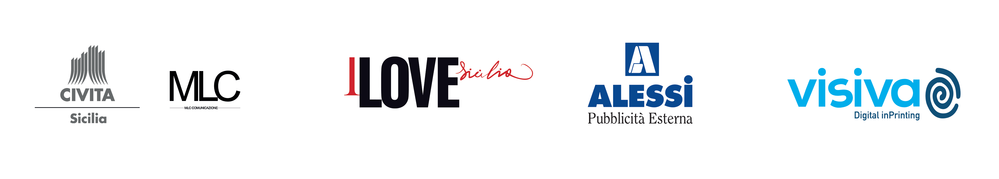 CIVITA
Sicilia
MLC
MLC COMUNICAZIONE
I LOVE Sicilia
A
ALESSi
Pubblicità Esterna
visiva
Digital inPrinting